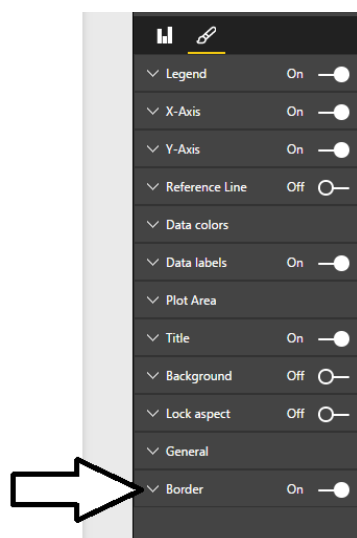 Legend On
X-Axis On
Y-Axis On
Reference Line Off
Data colors
Data labels On
Plot Area
Title On
Background Off
Lock aspect Off
General
Border On